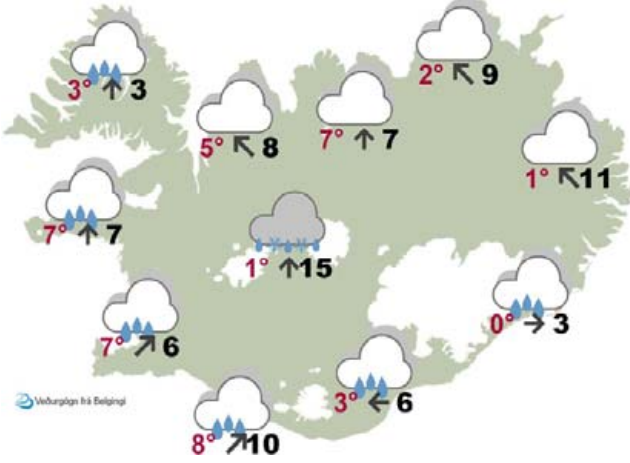 3° ↑ 3
2° ↖ 9
5° ↖ 8
7° ↑ 7
1° ↖ 11
7° ↑ 7
1° ↑ 15
0° → 3
7° ↗ 6
3° ← 6
Veðurgögn frá Belgingi
8° ↗ 10